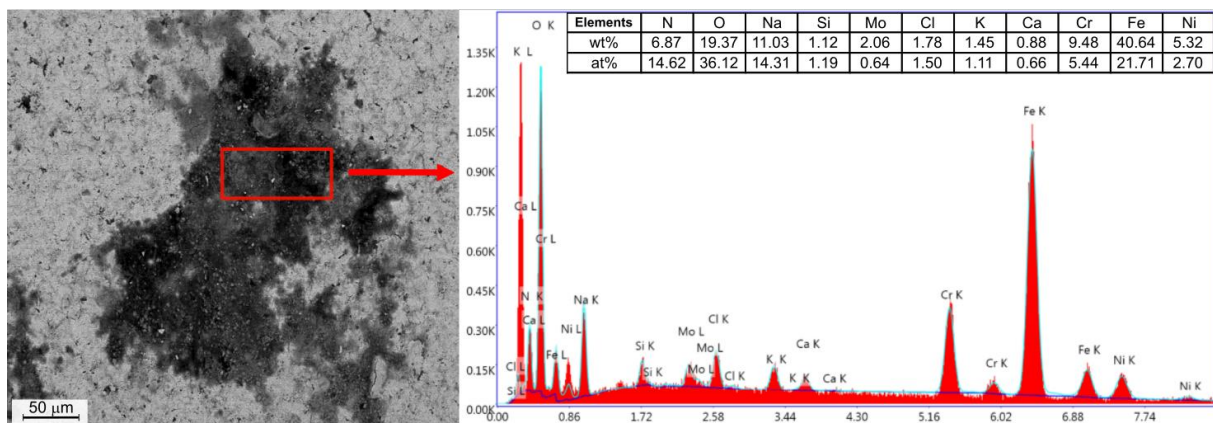 50 µm
Elements N O Na Si Mo Cl K Ca Cr Fe Ni
wt% 6.87 19.37 11.03 1.12 2.06 1.78 1.45 0.88 9.48 40.64 5.32
at% 14.62 36.12 14.31 1.19 0.64 1.50 1.11 0.66 5.44 21.71 2.70
O K
K L
Ca L
Cr L
N K
Ca L
Cl L
Si L
Fe L
Ni L
Na K
Si K
Si K
Mo L
Mo L
Mo L
Cl K
Cl K
K K
K K
Ca K
Ca K
Cr K
Cr K
Fe K
Fe K
Ni K
Ni K
1.35K
1.20K
1.05K
0.90K
0.75K
0.60K
0.45K
0.30K
0.15K
0.00K
0.00 0.86 1.72 2.58 3.44 4.30 5.16 6.02 6.88 7.74